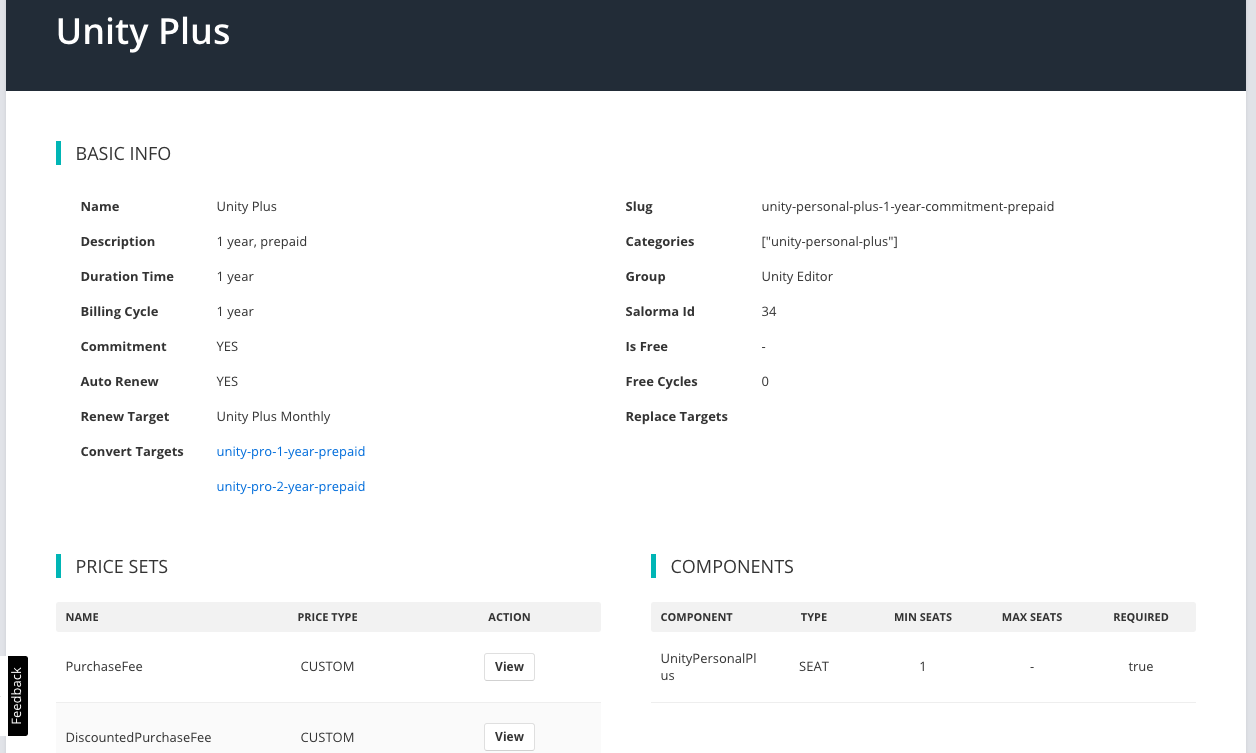 Unity Plus
BASIC INFO
Name Unity Plus
Description 1 year, prepaid
Duration Time 1 year
Billing Cycle 1 year
Commitment YES
Auto Renew YES
Renew Target Unity Plus Monthly
Convert Targets unity-pro-1-year-prepaid
unity-pro-2-year-prepaid
Slug unity-personal-plus-1-year-commitment-prepaid
Categories ["unity-personal-plus"]
Group Unity Editor
Salorma Id 34
Is Free -
Free Cycles 0
Replace Targets
PRICE SETS
NAME PRICE TYPE ACTION
PurchaseFee CUSTOM View
DiscountedPurchaseFee CUSTOM View
COMPONENTS
COMPONENT TYPE MIN SEATS MAX SEATS REQUIRED
UnityPersonalPl
us SEAT 1 - true
Feedback